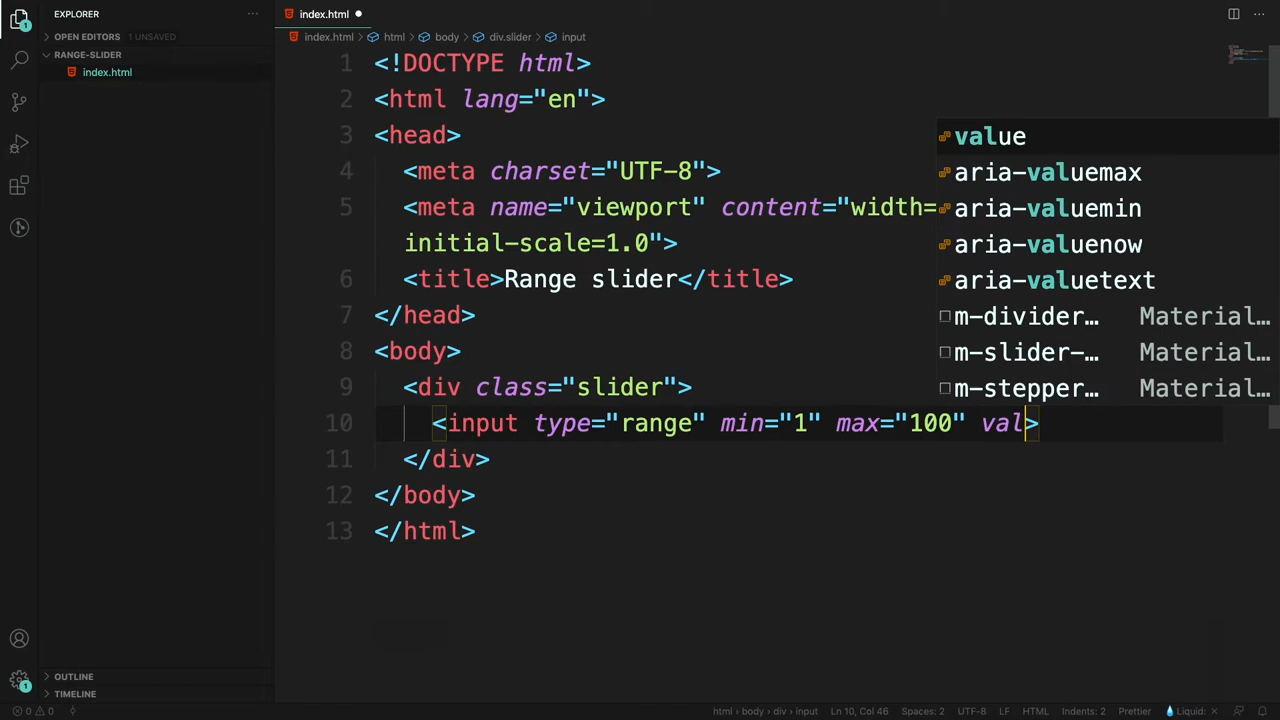 EXPLORER
OPEN EDITORS 1 UNSAVED
RANGE-SLIDER
index.html
OUTLINE
TIMELINE
1
1
index.html
index.html > html > body > div.slider > input
1 <!DOCTYPE html>
2 <html lang="en">
3 <head>
4 <meta charset="UTF-8">
5 <meta name="viewport" content="width=
initial-scale=1.0">
6 <title>Range slider</title>
7 </head>
8 <body>
9 <div class="slider">
10 <input type="range" min="1" max="100" val>
11 </div>
12 </body>
13 </html>
value
aria-valuemax
aria-valuemin
aria-valuenow
aria-valuetext
m-divider… Material…
m-slider-… Material…
m-stepper… Material…
0 0
html > body > div > input Ln 10, Col 46 Spaces: 2 UTF-8 LF HTML Indents: 2 Prettier 💧Liquid: ×